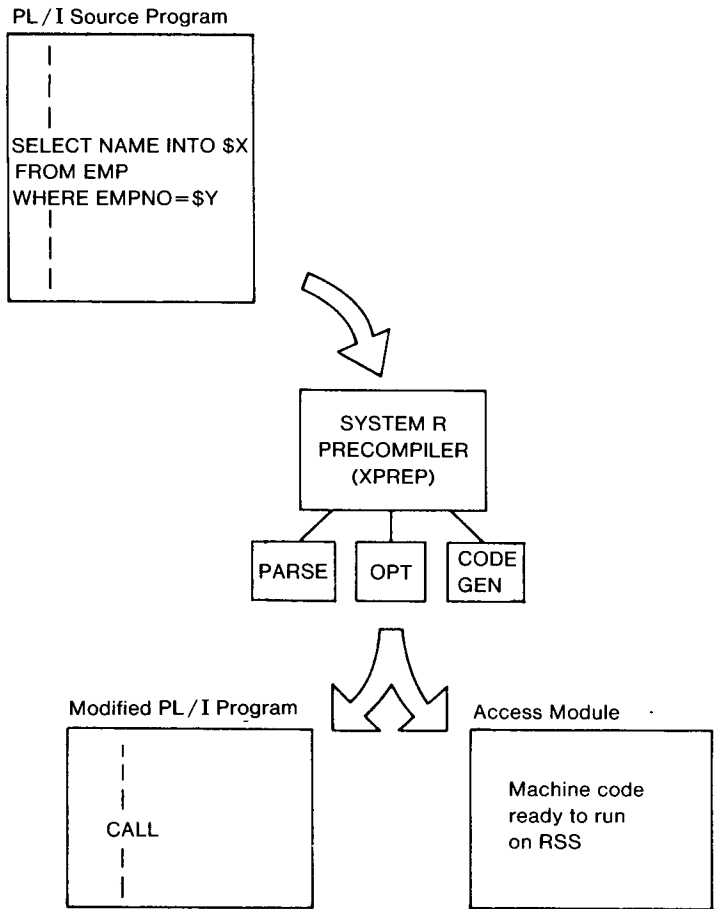 PL/I Source Program
SELECT NAME INTO $X
FROM EMP
WHERE EMPNO=$Y
SYSTEM R
PRECOMPILER
(XPREP)
PARSE
OPT
CODE
GEN
Modified PL/I Program
CALL
Access Module
Machine code
ready to run
on RSS